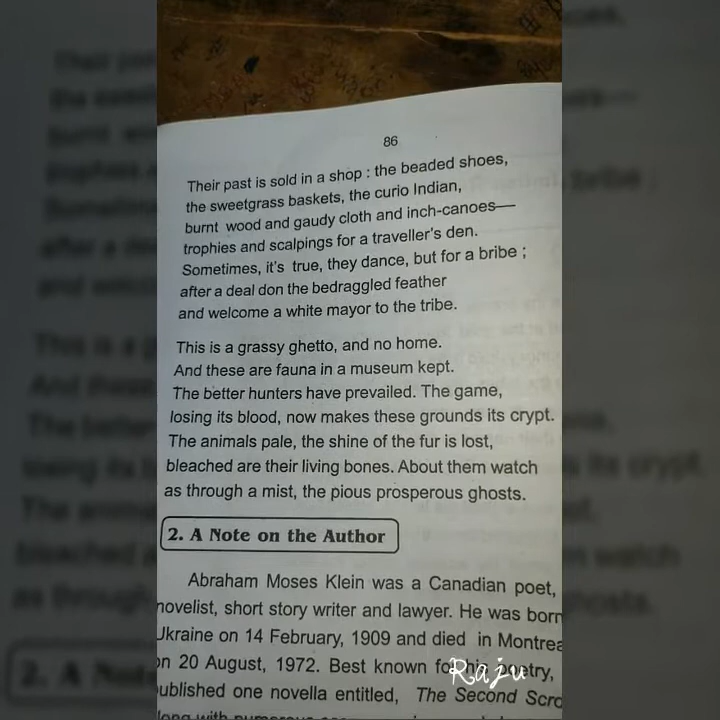 86
Their past is sold in a shop : the beaded shoes,
the sweetgrass baskets, the curio Indian,
burnt wood and gaudy cloth and inch-canoes—
trophies and scalpings for a traveller's den.
Sometimes, it's true, they dance, but for a bribe ;
after a deal don the bedraggled feather
and welcome a white mayor to the tribe.
This is a grassy ghetto, and no home.
And these are fauna in a museum kept.
The better hunters have prevailed. The game,
losing its blood, now makes these grounds its crypt.
The animals pale, the shine of the fur is lost,
bleached are their living bones. About them watch
as through a mist, the pious prosperous ghosts.
2. A Note on the Author
Abraham Moses Klein was a Canadian poet,
novelist, short story writer and lawyer. He was born
Ukraine on 14 February, 1909 and died in Montrea
on 20 August, 1972. Best known for his poetry,
ublished one novella entitled, The Second Scro
long with
Raju